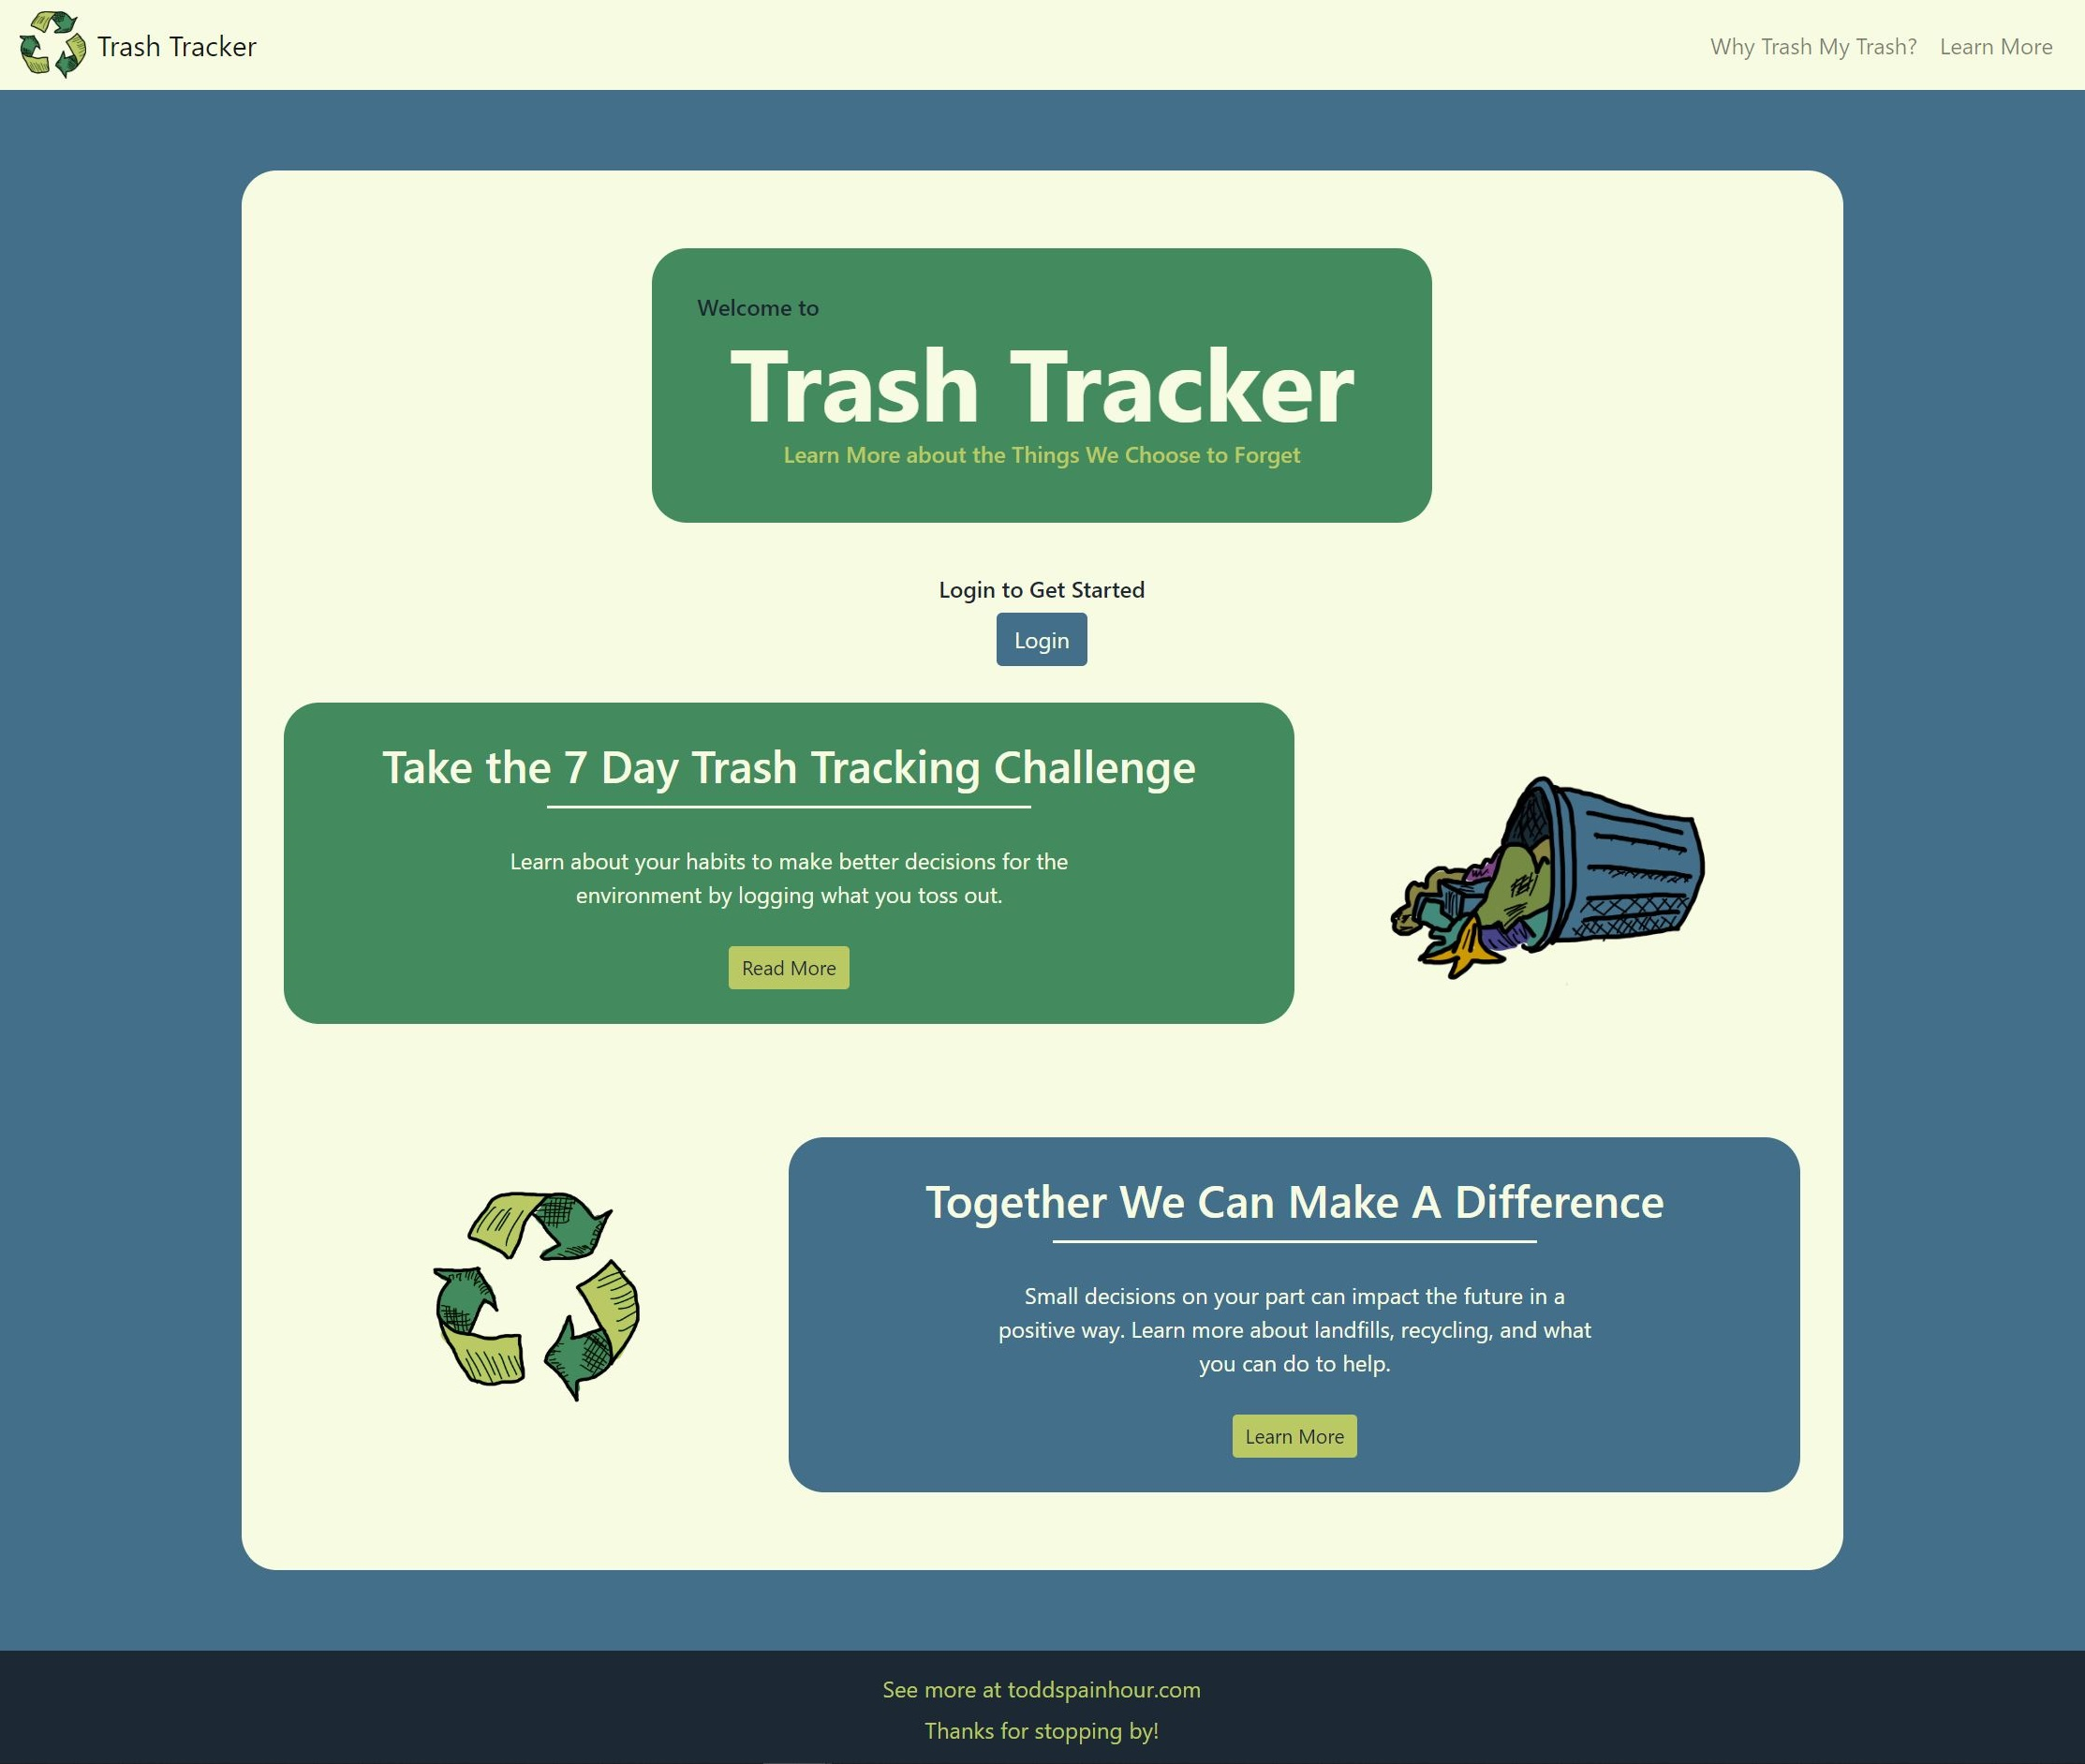 Trash Tracker
Why Trash My Trash?
Learn More
Welcome to
Trash Tracker
Learn More about the Things We Choose to Forget
Login to Get Started
Login
Take the 7 Day Trash Tracking Challenge
Learn about your habits to make better decisions for the
environment by logging what you toss out.
Read More
Together We Can Make A Difference
Small decisions on your part can impact the future in a
positive way. Learn more about landfills, recycling, and what
you can do to help.
Learn More
See more at toddspainhour.com
Thanks for stopping by!